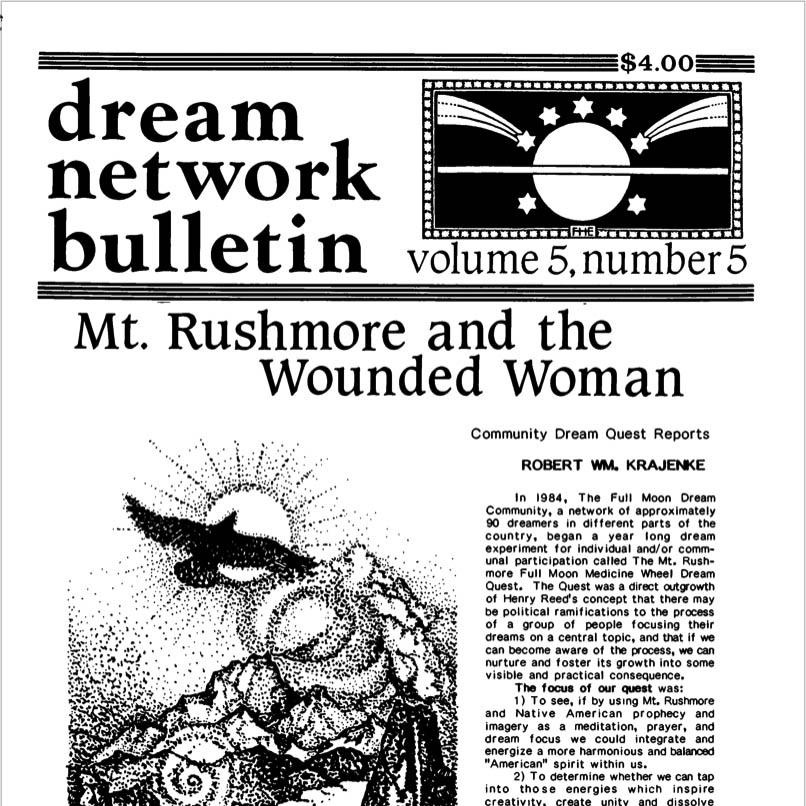 $4.00
dream
network
bulletin
FHE
volume 5, number 5
Mt. Rushmore and the
Wounded Woman
Community Dream Quest Reports
ROBERT WM. KRAJENKE
In 1984, The Full Moon Dream
Community, a network of approximately
90 dreamers in different parts of the
country, began a year long dream
experiment for individual and/or comm-
unal participation called The Mt. Rush-
more Full Moon Medicine Wheel Dream
Quest. The Quest was a direct outgrowth
of Henry Reed's concept that there may
be political ramifications to the process
of a group of people focusing their
dreams on a central topic, and that if we
can become aware of the process, we can
nurture and foster its growth into some
visible and practical consequence.
The focus of our quest was:
1) To see, if by using Mt. Rushmore
and Native American prophecy and
imagery as a meditation, prayer, and
dream focus we could integrate and
energize a more harmonious and balanced
"American" spirit within us.
2) To determine whether we can tap
into those energies which inspire
creativity, create unity and dissolve